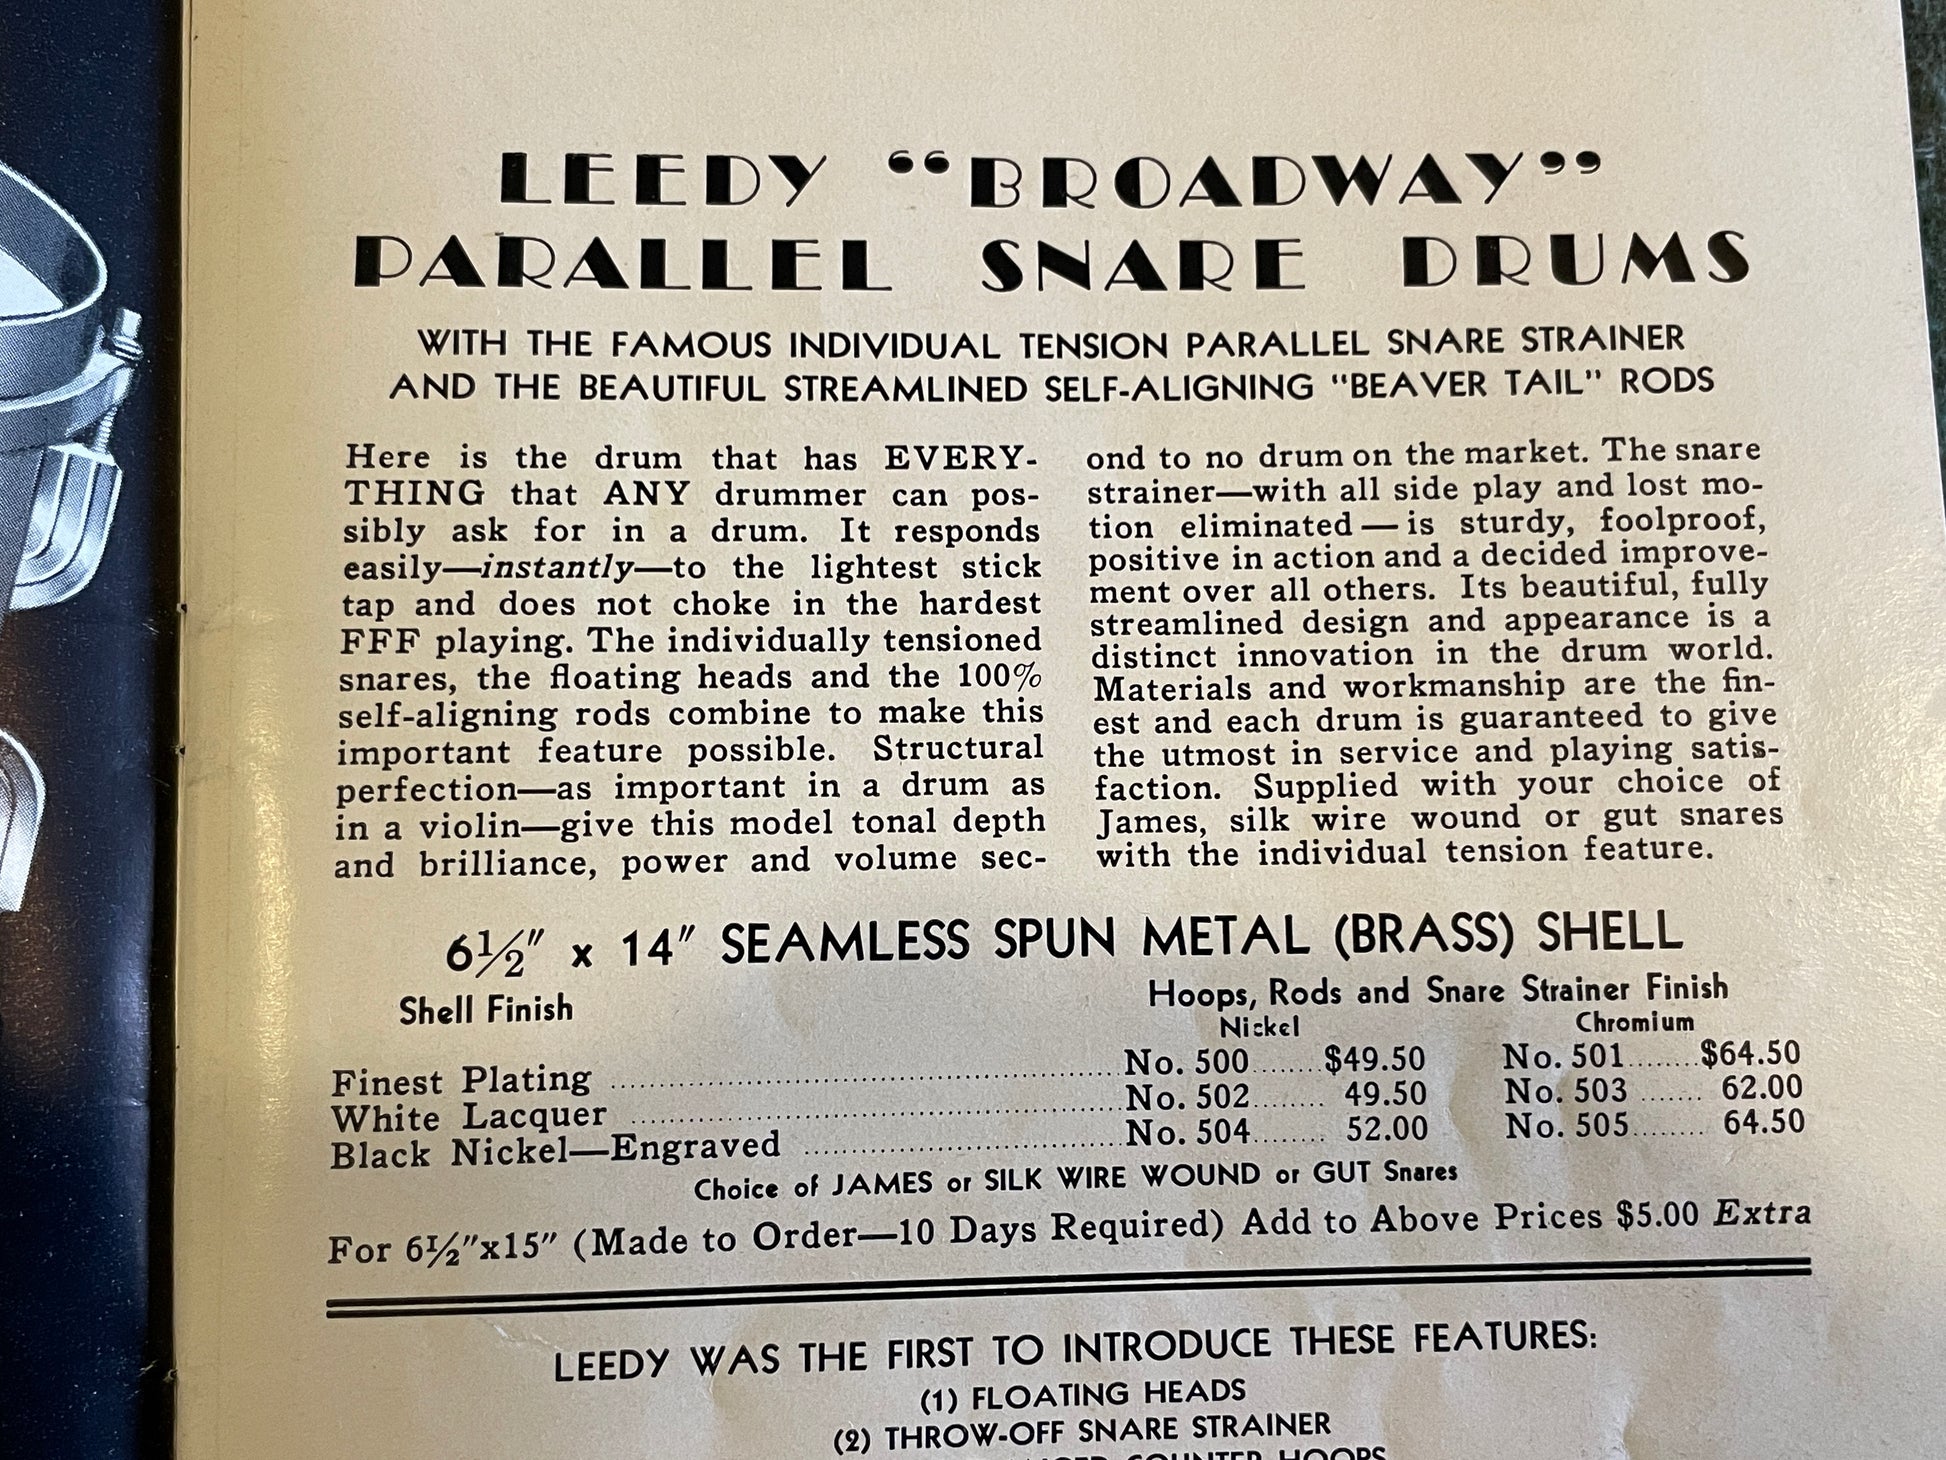 LEEDY “BROADWAY”
PARALLEL SNARE DRUMS
WITH THE FAMOUS INDIVIDUAL TENSION PARALLEL SNARE STRAINER
AND THE BEAUTIFUL STREAMLINED SELF-ALIGNING "BEAVER TAIL" RODS
Here is the drum that has EVERY-
THING that ANY drummer can pos-
sibly ask for in a drum. It responds
easily—instantly—to the lightest stick
tap and does not choke in the hardest
FFF playing. The individually tensioned
snares, the floating heads and the 100%
self-aligning rods combine to make this
important feature possible. Structural
perfection—as important in a drum as
in a violin—give this model tonal depth
and brilliance, power and volume sec-
ond to no drum on the market. The snare
strainer—with all side play and lost mo-
tion eliminated—is sturdy, foolproof,
positive in action and a decided improve-
ment over all others. Its beautiful, fully
streamlined design and appearance is a
distinct innovation in the drum world.
Materials and workmanship are the fin-
est and each drum is guaranteed to give
the utmost in service and playing satis-
faction. Supplied with your choice of
James, silk wire wound or gut snares
with the individual tension feature.
6½" x 14" SEAMLESS SPUN METAL (BRASS) SHELL
Shell Finish Hoops, Rods and Snare Strainer Finish
Nickel Chromium
Finest Plating ........ No. 500 ........ $49.50 No. 501 ........ $64.50
White Lacquer ........ No. 502 ........ 49.50 No. 503 ........ 62.00
Black Nickel—Engraved ........ No. 504 ........ 52.00 No. 505 ........ 64.50
Choice of JAMES or SILK WIRE WOUND or GUT Snares
For 6½"x15" (Made to Order—10 Days Required) Add to Above Prices $5.00 Extra
LEEDY WAS THE FIRST TO INTRODUCE THESE FEATURES:
(1) FLOATING HEADS
(2) THROW-OFF SNARE STRAINER
COUNTER HOOPS